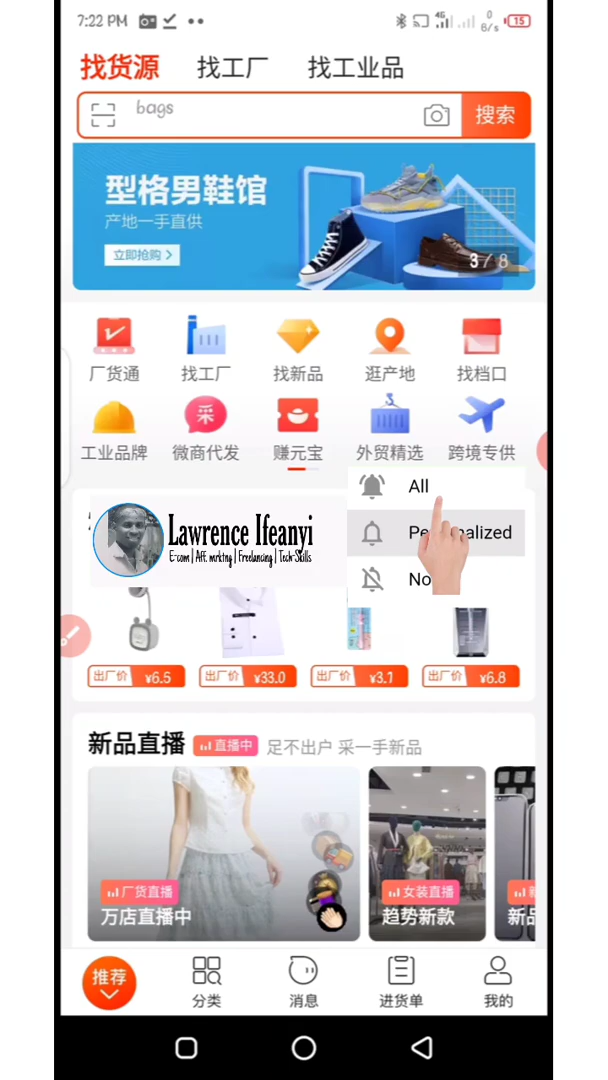 7:22 PM
4G
0
B/s
15
找货源 找工厂 找工业品
bags
搜索
型格男鞋馆
产地一手直供
立即抢购
3 / 8
厂货通 找工厂 找新品 逛产地 找档口
采
工业品牌 微商代发 赚元宝 外贸精选 跨境专供
All
Lawrence Ifeanyi
E-com | Aff. mrktng | Freelancing | Tech-Skills
出厂价 ¥6.5 出厂价 ¥33.0 出厂价 ¥3.1 出厂价 ¥6.8
新品直播 直播中 足不出户 采一手新品
厂货直播
万店直播中
女装直播
趋势新款
新品
推荐
分类 消息 进货单 我的